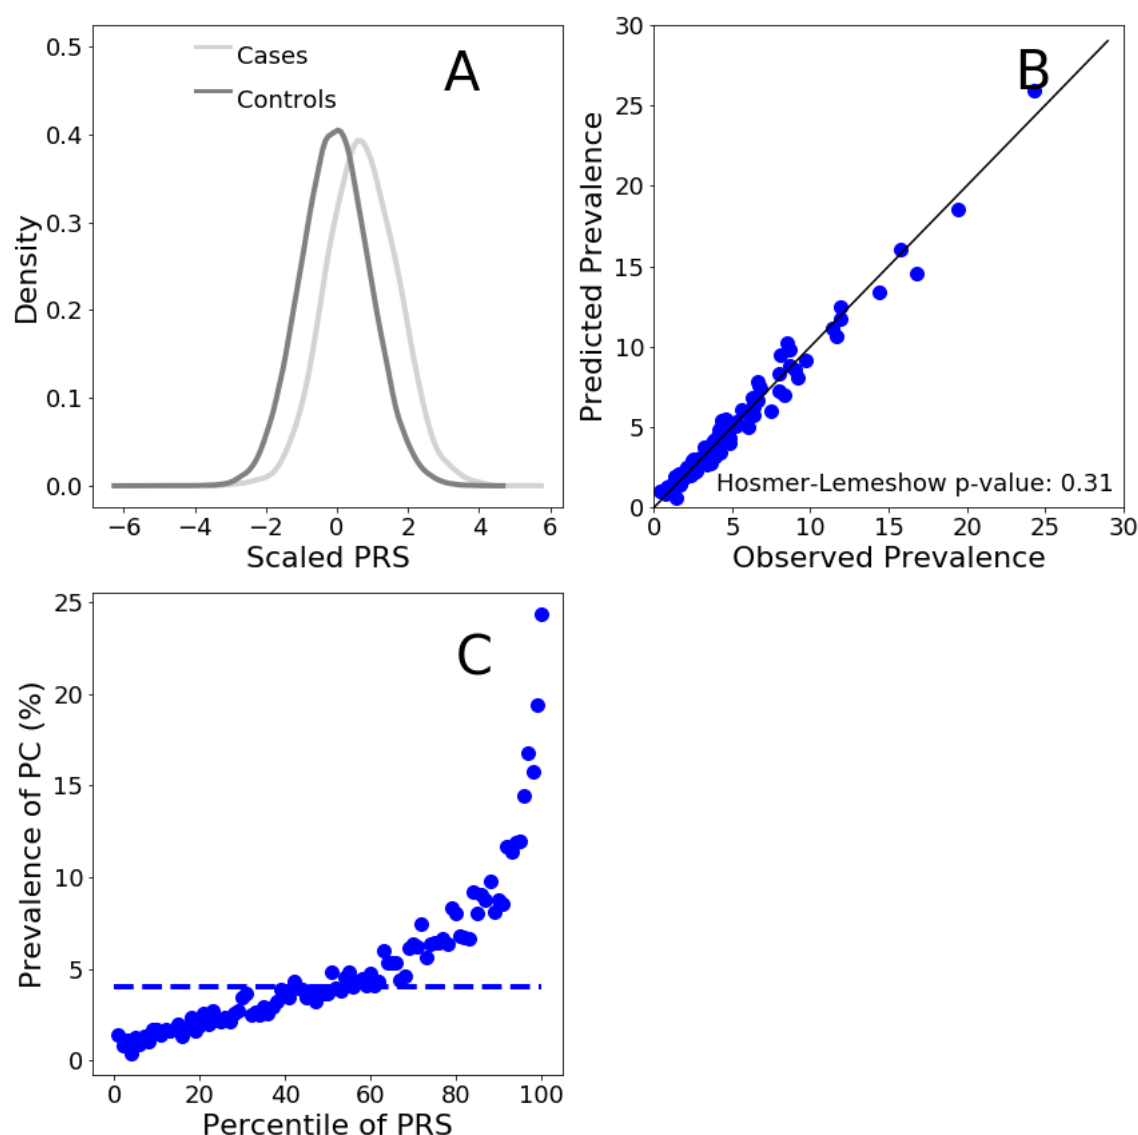 A
Cases
Controls
0.5
0.4
0.3
0.2
0.1
0.0
Density
−6 −4 −2 0 2 4 6
Scaled PRS
B
30
25
20
15
10
5
0
Predicted Prevalence
Hosmer-Lemeshow p-value: 0.31
0 5 10 15 20 25 30
Observed Prevalence
C
25
20
15
10
5
0
Prevalence of PC (%)
0 20 40 60 80 100
Percentile of PRS